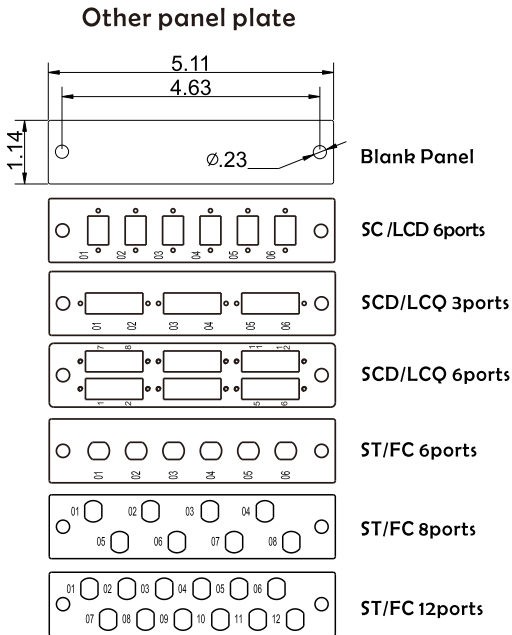 Other panel plate
5.11
4.63
1.14
Ø.23
Blank Panel
SC/LCD 6ports
01 02 03 04 05 06
SCD/LCQ 3ports
01 02 03 04 05 06
7 8 11 12
SCD/LCQ 6ports
1 2 5 6
ST/FC 6ports
01 02 03 04 05 06
01 02 03 04
ST/FC 8ports
05 06 07 08
01 02 03 04 05 06
ST/FC 12ports
07 08 09 10 11 12